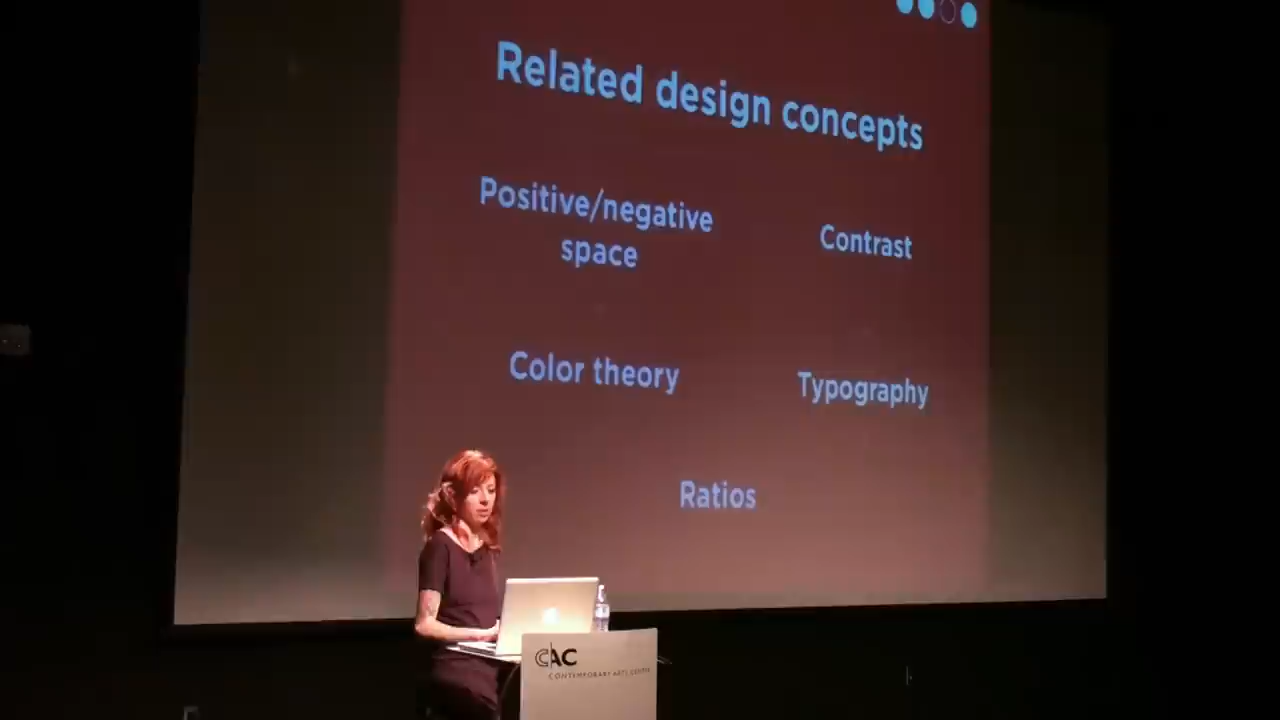 Related design concepts
Positive/negative
space
Contrast
Color theory
Typography
Ratios
CAC
CONTEMPORARY ARTS CENTER